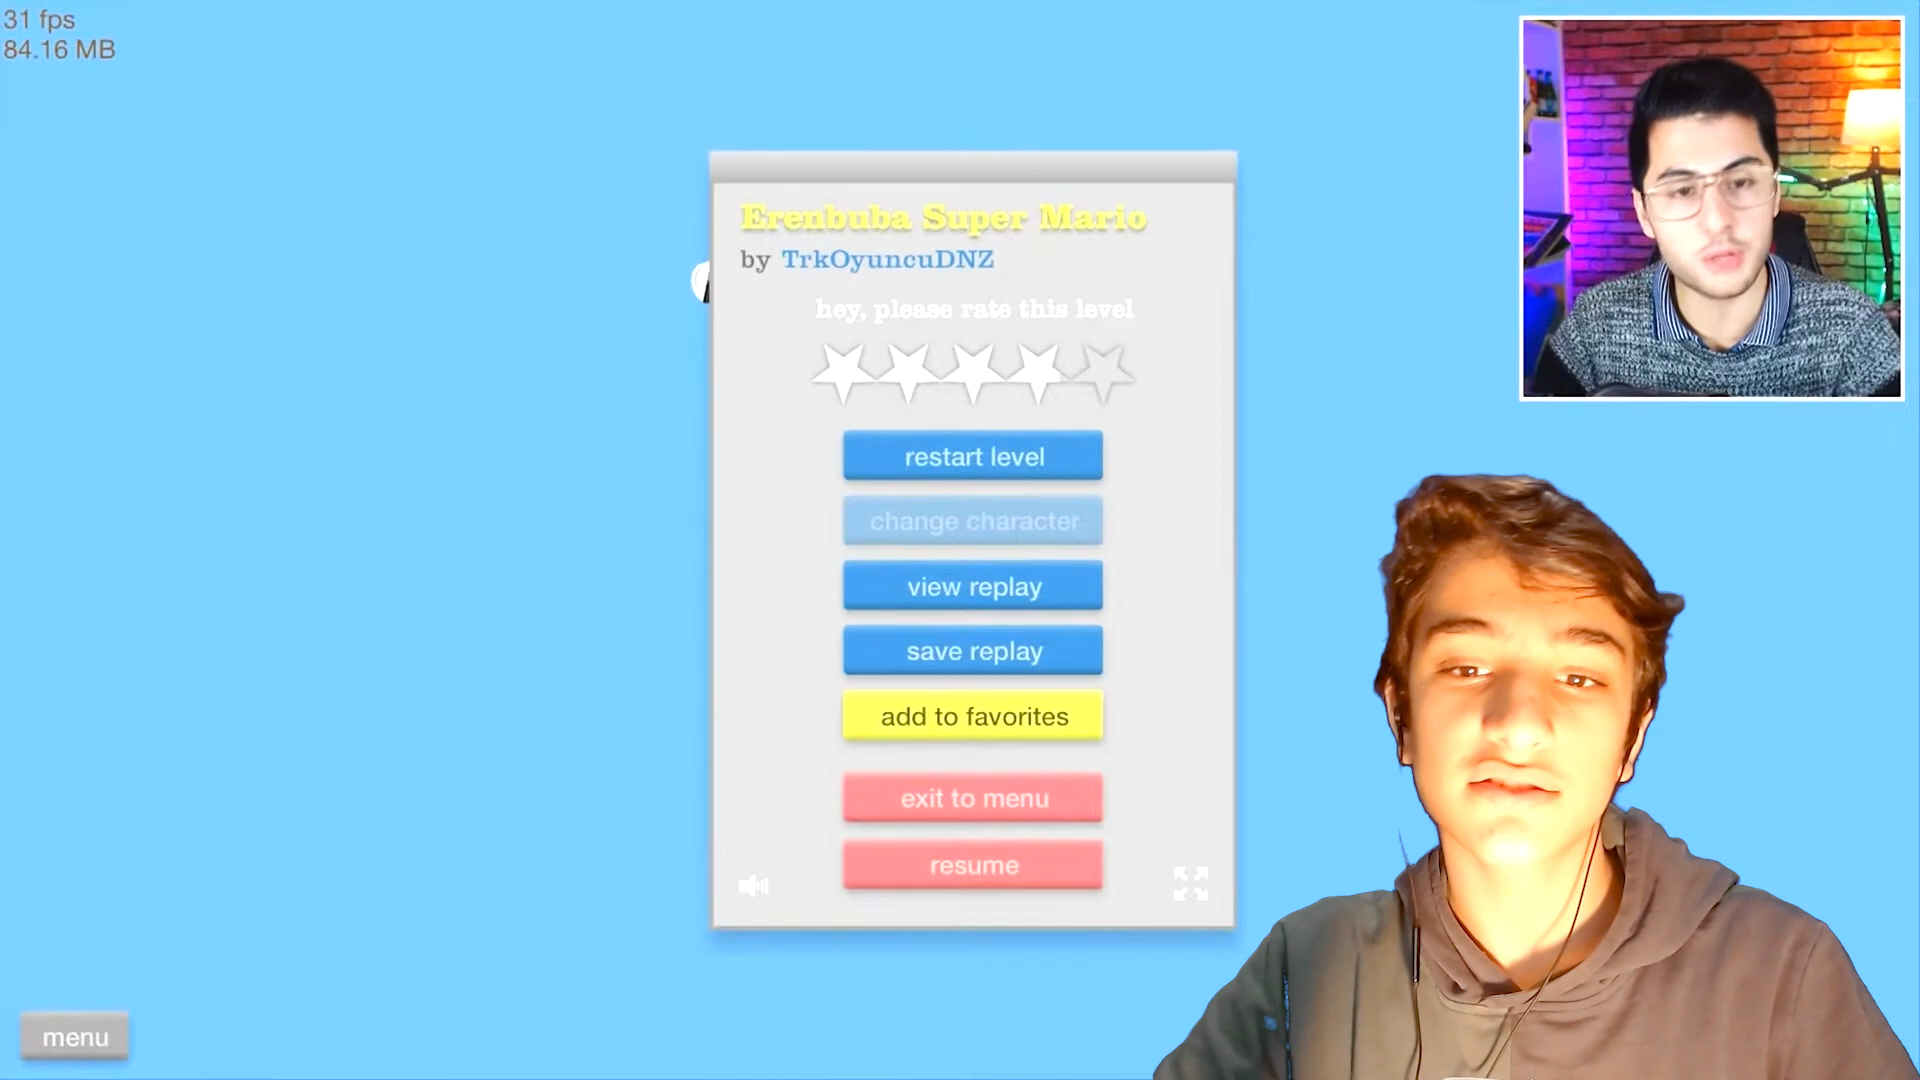 31 fps
84.16 MB
Erenbuba Super Mario
by TrkOyuncuDNZ
hey, please rate this level
restart level
change character
view replay
save replay
add to favorites
exit to menu
resume
menu